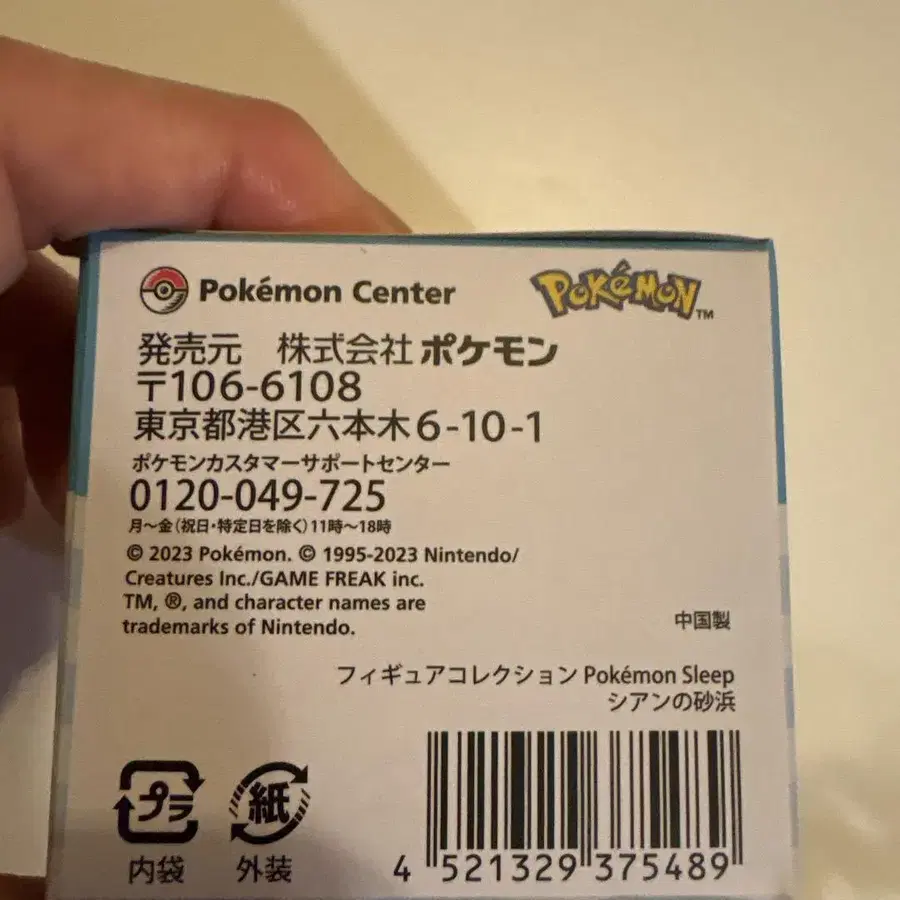 Pokémon Center
POKéMON™
発売元　株式会社ポケモン
〒106-6108
東京都港区六本木6-10-1
ポケモンカスタマーサポートセンター
0120-049-725
月～金(祝日・特定日を除く)11時～18時
© 2023 Pokémon. © 1995-2023 Nintendo/
Creatures Inc./GAME FREAK inc.
TM, ®, and character names are
trademarks of Nintendo.
中国製
フィギュアコレクション Pokémon Sleep
シアンの砂浜
プラ
内袋
紙
外装
4 521329 375489